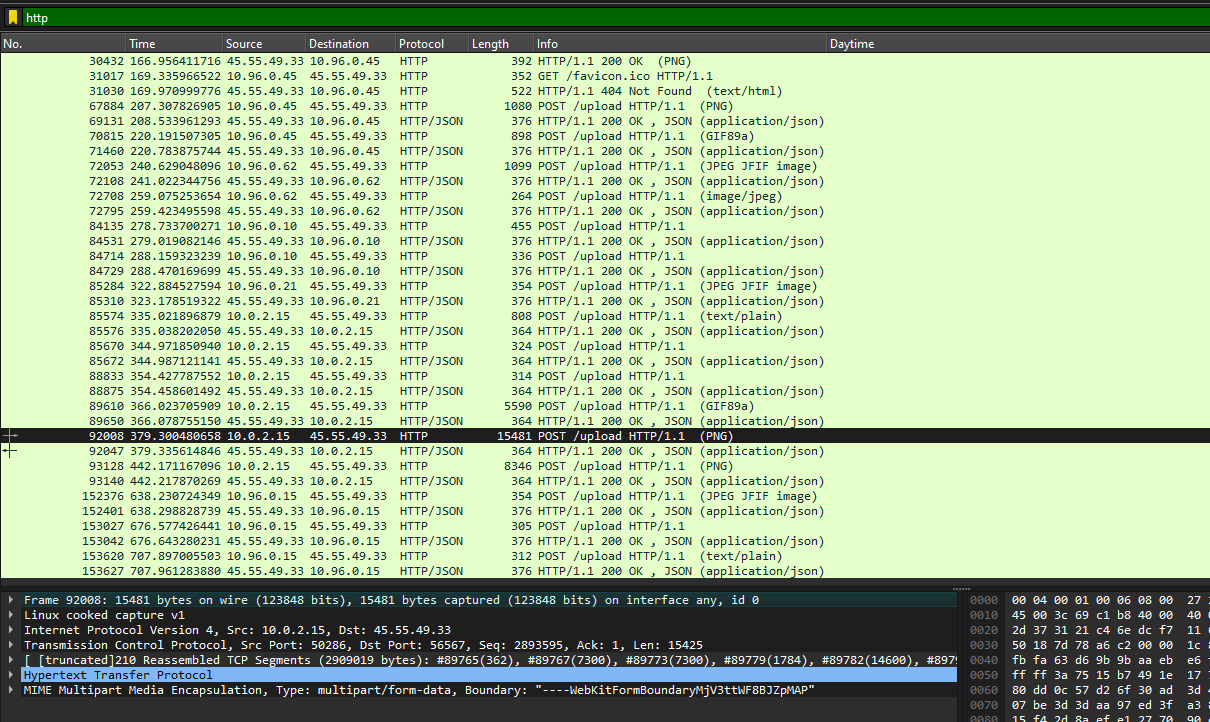 http
No. Time Source Destination Protocol Length Info Daytime
30432 166.956411716 45.55.49.33 10.96.0.45 HTTP 392 HTTP/1.1 200 OK (PNG)
31017 169.335966522 10.96.0.45 45.55.49.33 HTTP 352 GET /favicon.ico HTTP/1.1
31030 169.970999776 45.55.49.33 10.96.0.45 HTTP 522 HTTP/1.1 404 Not Found (text/html)
67884 207.307826905 10.96.0.45 45.55.49.33 HTTP 1080 POST /upload HTTP/1.1 (PNG)
69131 208.533961293 45.55.49.33 10.96.0.45 HTTP/JSON 376 HTTP/1.1 200 OK , JSON (application/json)
70815 220.191507305 10.96.0.45 45.55.49.33 HTTP 898 POST /upload HTTP/1.1 (GIF89a)
71460 220.783875744 45.55.49.33 10.96.0.45 HTTP/JSON 376 HTTP/1.1 200 OK , JSON (application/json)
72053 240.629048096 10.96.0.62 45.55.49.33 HTTP 1099 POST /upload HTTP/1.1 (JPEG JFIF image)
72108 241.022344756 45.55.49.33 10.96.0.62 HTTP/JSON 376 HTTP/1.1 200 OK , JSON (application/json)
72708 259.075253654 10.96.0.62 45.55.49.33 HTTP 264 POST /upload HTTP/1.1 (image/jpeg)
72795 259.423495598 45.55.49.33 10.96.0.62 HTTP/JSON 376 HTTP/1.1 200 OK , JSON (application/json)
84135 278.733700271 10.96.0.10 45.55.49.33 HTTP 455 POST /upload HTTP/1.1
84531 279.019082146 45.55.49.33 10.96.0.10 HTTP/JSON 376 HTTP/1.1 200 OK , JSON (application/json)
84714 288.159323239 10.96.0.10 45.55.49.33 HTTP 336 POST /upload HTTP/1.1
84729 288.470169699 45.55.49.33 10.96.0.10 HTTP/JSON 376 HTTP/1.1 200 OK , JSON (application/json)
85284 322.884527594 10.96.0.21 45.55.49.33 HTTP 354 POST /upload HTTP/1.1 (JPEG JFIF image)
85310 323.178519322 45.55.49.33 10.96.0.21 HTTP/JSON 376 HTTP/1.1 200 OK , JSON (application/json)
85574 335.021896879 10.0.2.15 45.55.49.33 HTTP 808 POST /upload HTTP/1.1 (text/plain)
85576 335.038202050 45.55.49.33 10.0.2.15 HTTP/JSON 364 HTTP/1.1 200 OK , JSON (application/json)
85670 344.971850940 10.0.2.15 45.55.49.33 HTTP 324 POST /upload HTTP/1.1
85672 344.987121141 45.55.49.33 10.0.2.15 HTTP/JSON 364 HTTP/1.1 200 OK , JSON (application/json)
88833 354.427787552 10.0.2.15 45.55.49.33 HTTP 314 POST /upload HTTP/1.1
88875 354.458601492 45.55.49.33 10.0.2.15 HTTP/JSON 364 HTTP/1.1 200 OK , JSON (application/json)
89610 366.023705909 10.0.2.15 45.55.49.33 HTTP 5590 POST /upload HTTP/1.1 (GIF89a)
89650 366.078755150 45.55.49.33 10.0.2.15 HTTP/JSON 364 HTTP/1.1 200 OK , JSON (application/json)
92008 379.300480658 10.0.2.15 45.55.49.33 HTTP 15481 POST /upload HTTP/1.1 (PNG)
92047 379.335614846 45.55.49.33 10.0.2.15 HTTP/JSON 364 HTTP/1.1 200 OK , JSON (application/json)
93128 442.171167096 10.0.2.15 45.55.49.33 HTTP 8346 POST /upload HTTP/1.1 (PNG)
93140 442.217870269 45.55.49.33 10.0.2.15 HTTP/JSON 364 HTTP/1.1 200 OK , JSON (application/json)
152376 638.230724349 10.96.0.15 45.55.49.33 HTTP 354 POST /upload HTTP/1.1 (JPEG JFIF image)
152401 638.298828739 45.55.49.33 10.96.0.15 HTTP/JSON 376 HTTP/1.1 200 OK , JSON (application/json)
153027 676.577426441 10.96.0.15 45.55.49.33 HTTP 305 POST /upload HTTP/1.1
153042 676.643280231 45.55.49.33 10.96.0.15 HTTP/JSON 376 HTTP/1.1 200 OK , JSON (application/json)
153620 707.897005503 10.96.0.15 45.55.49.33 HTTP 312 POST /upload HTTP/1.1 (text/plain)
153627 707.961283880 45.55.49.33 10.96.0.15 HTTP/JSON 376 HTTP/1.1 200 OK , JSON (application/json)
Frame 92008: 15481 bytes on wire (123848 bits), 15481 bytes captured (123848 bits) on interface any, id 0
Linux cooked capture v1
Internet Protocol Version 4, Src: 10.0.2.15, Dst: 45.55.49.33
Transmission Control Protocol, Src Port: 50286, Dst Port: 56567, Seq: 2893595, Ack: 1, Len: 15425
[ [truncated]210 Reassembled TCP Segments (2909019 bytes): #89765(362), #89767(7300), #89773(7300), #89779(1784), #89782(14600), #897
Hypertext Transfer Protocol
MIME Multipart Media Encapsulation, Type: multipart/form-data, Boundary: "----WebKitFormBoundaryMjV3ttWF8BJZpMAP"
0000 00 04 00 01 00 06 08 00 27
0010 45 00 3c 69 c1 b8 40 00 40
0020 2d 37 31 21 c4 6e dc f7 11
0030 50 18 7d 78 a6 c2 00 00 1c
0040 fb fa 63 d6 9b 9b aa eb e6
0050 ff ff 3a 75 15 b7 49 1e 17
0060 80 dd 0c 57 d2 6f 30 ad 3d
0070 07 be 3d 3d aa 97 ed 3f a3
0080 15 f4 2d 8a ef e1 27 70 90